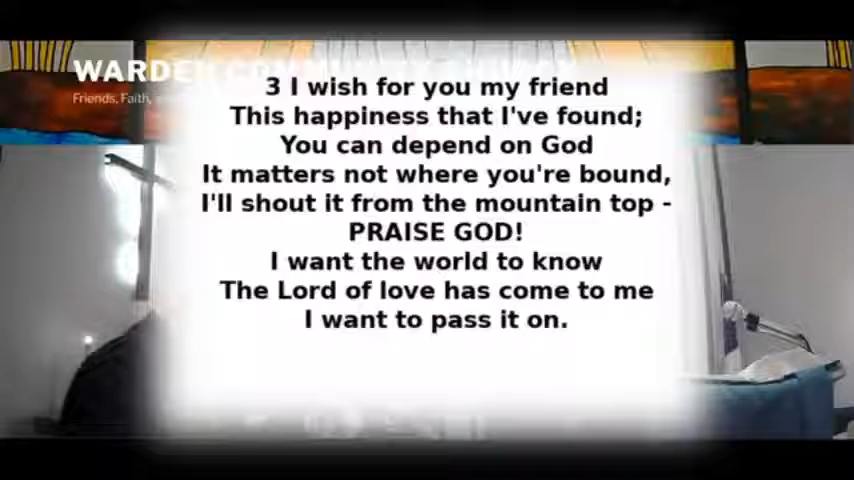 WARDEN COMMUNITY CHURCH
Friends, Faith,
3 I wish for you my friend
This happiness that I've found;
You can depend on God
It matters not where you're bound,
I'll shout it from the mountain top -
PRAISE GOD!
I want the world to know
The Lord of love has come to me
I want to pass it on.